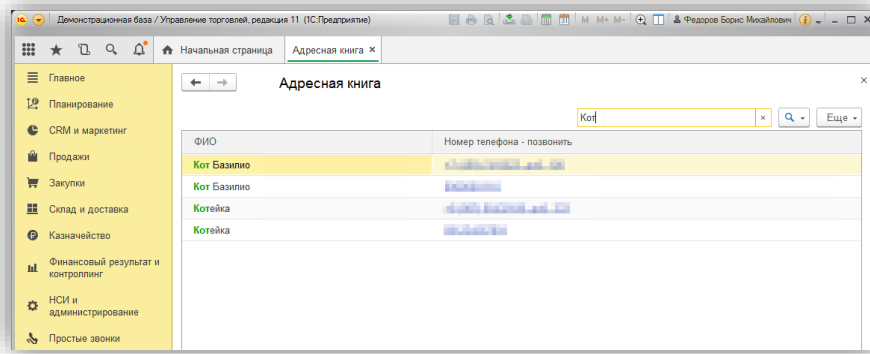 Демонстрационная база / Управление торговлей, редакция 11 (1С:Предприятие)
M M+ M-
Федоров Борис Михайлович
Начальная страница
Адресная книга ×
Главное
Планирование
CRM и маркетинг
Продажи
Закупки
Склад и доставка
Казначейство
Финансовый результат и
контроллинг
НСИ и
администрирование
Простые звонки
Адресная книга
Кот
Еще
ФИО
Номер телефона - позвонить
Кот Базилио
Кот Базилио
Котейка
Котейка